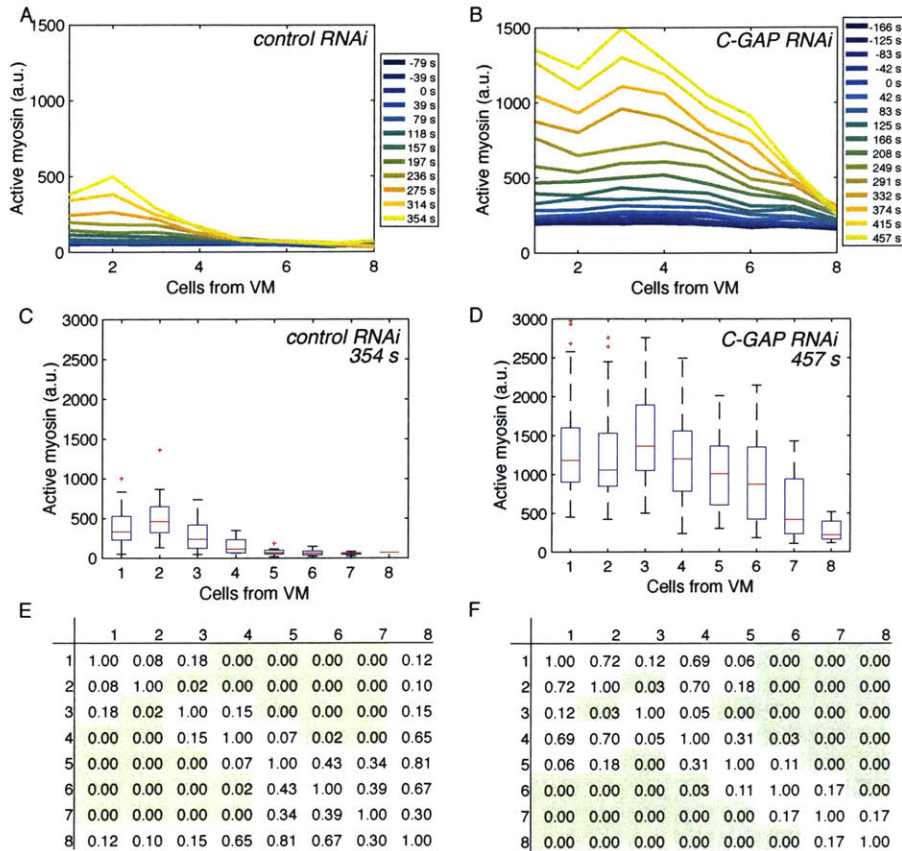 A
control RNAi
1500
1000
500
0
Active myosin (a.u.)
2
4
6
8
Cells from VM
-79 s
-39 s
0 s
39 s
79 s
118 s
157 s
197 s
236 s
275 s
314 s
354 s
B
C-GAP RNAi
1500
1000
500
0
Active myosin (a.u.)
2
4
6
8
Cells from VM
-166 s
-125 s
-83 s
-42 s
0 s
42 s
83 s
125 s
166 s
208 s
249 s
291 s
332 s
374 s
415 s
457 s
C
control RNAi
354 s
3000
2500
2000
1500
1000
500
0
Active myosin (a.u.)
1 2 3 4 5 6 7 8
Cells from VM
D
C-GAP RNAi
457 s
3000
2500
2000
1500
1000
500
0
Active myosin (a.u.)
1 2 3 4 5 6 7 8
Cells from VM
E
1 2 3 4 5 6 7 8
1 1.00 0.08 0.18 0.00 0.00 0.00 0.00 0.12
2 0.08 1.00 0.02 0.00 0.00 0.00 0.00 0.10
3 0.18 0.02 1.00 0.15 0.00 0.00 0.00 0.15
4 0.00 0.00 0.15 1.00 0.07 0.02 0.00 0.65
5 0.00 0.00 0.00 0.07 1.00 0.43 0.34 0.81
6 0.00 0.00 0.00 0.02 0.43 1.00 0.39 0.67
7 0.00 0.00 0.00 0.00 0.34 0.39 1.00 0.30
8 0.12 0.10 0.15 0.65 0.81 0.67 0.30 1.00
F
1 2 3 4 5 6 7 8
1 1.00 0.72 0.12 0.69 0.06 0.00 0.00 0.00
2 0.72 1.00 0.03 0.70 0.18 0.00 0.00 0.00
3 0.12 0.03 1.00 0.05 0.00 0.00 0.00 0.00
4 0.69 0.70 0.05 1.00 0.31 0.03 0.00 0.00
5 0.06 0.18 0.00 0.31 1.00 0.11 0.00 0.00
6 0.00 0.00 0.00 0.03 0.11 1.00 0.17 0.00
7 0.00 0.00 0.00 0.00 0.00 0.17 1.00 0.17
8 0.00 0.00 0.00 0.00 0.00 0.00 0.17 1.00